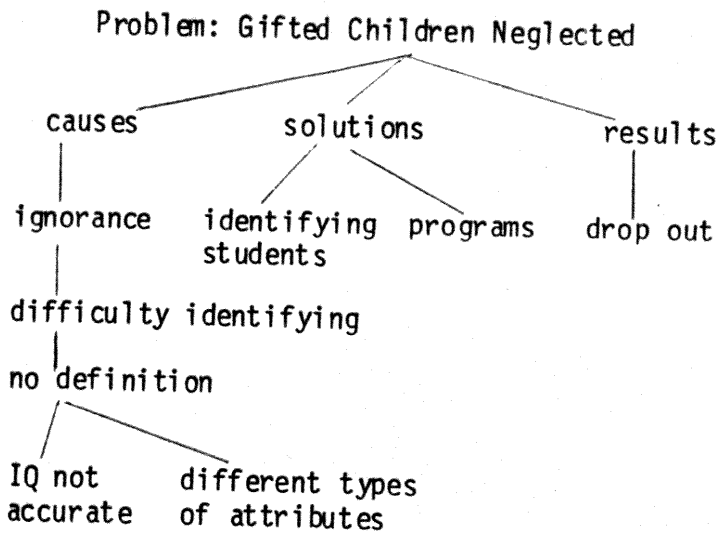 Problem: Gifted Children Neglected
causes solutions results
ignorance identifying students programs drop out
difficulty identifying
no definition
IQ not accurate different types of attributes